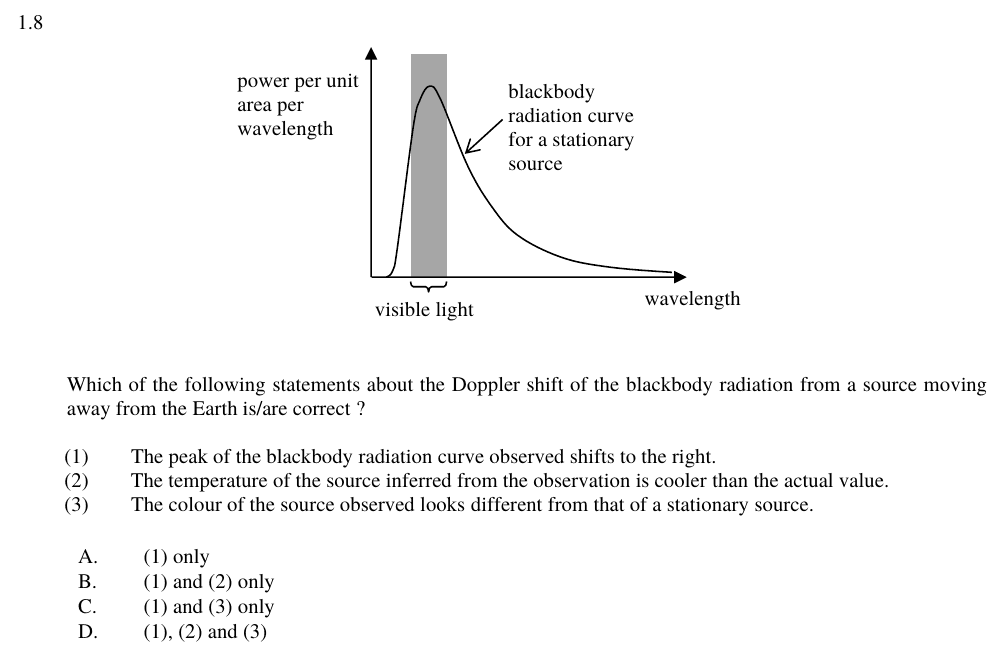 1.8
power per unit
area per
wavelength
blackbody
radiation curve
for a stationary
source
wavelength
visible light
Which of the following statements about the Doppler shift of the blackbody radiation from a source moving
away from the Earth is/are correct ?
(1) The peak of the blackbody radiation curve observed shifts to the right.
(2) The temperature of the source inferred from the observation is cooler than the actual value.
(3) The colour of the source observed looks different from that of a stationary source.
A. (1) only
B. (1) and (2) only
C. (1) and (3) only
D. (1), (2) and (3)